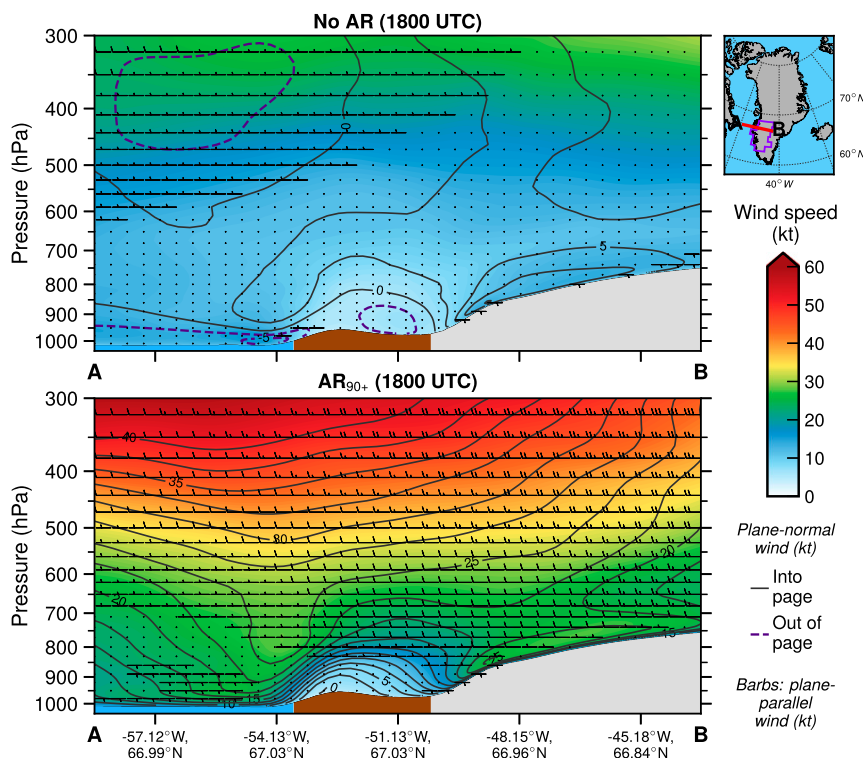 No AR (1800 UTC)
300
400
500
600
700
800
900
1000
Pressure (hPa)
0
5
0
-5
A
B
A
B
70°N
60°N
40°W
Wind speed
(kt)
60
50
40
30
20
10
0
Plane-normal
wind (kt)
Into
page
Out of
page
Barbs: plane-
parallel
wind (kt)
AR90+ (1800 UTC)
300
400
500
600
700
800
900
1000
Pressure (hPa)
40
35
30
25
20
20
15
15
15
10
5
0
A
B
-57.12°W,
66.99°N
-54.13°W,
67.03°N
-51.13°W,
67.03°N
-48.15°W,
66.96°N
-45.18°W,
66.84°N